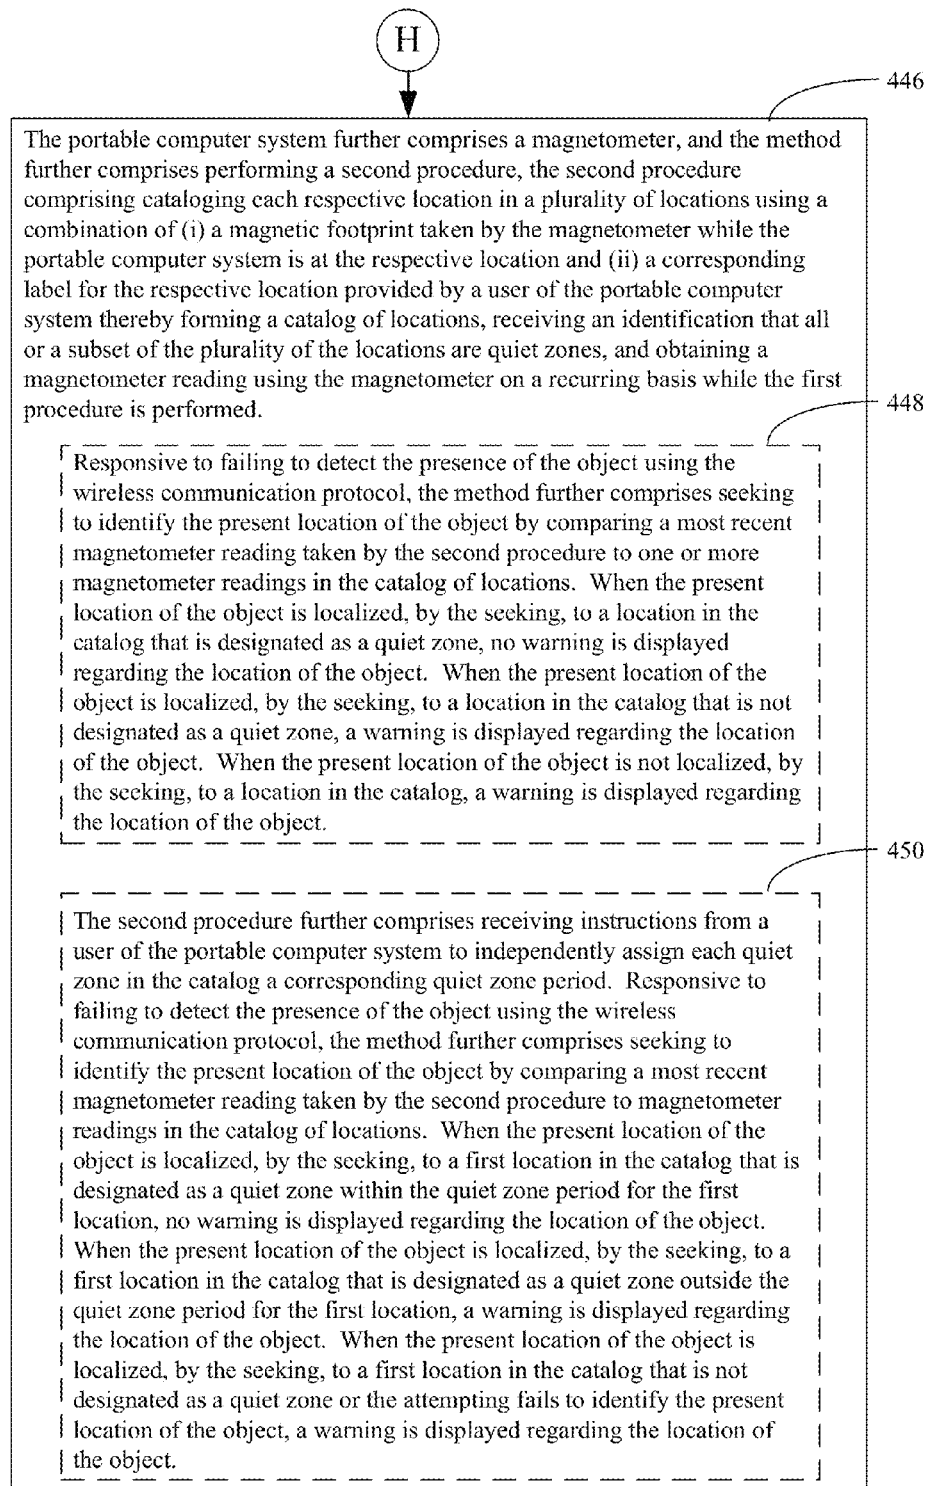 H
446
The portable computer system further comprises a magnetometer, and the method
further comprises performing a second procedure, the second procedure
comprising cataloging each respective location in a plurality of locations using a
combination of (i) a magnetic footprint taken by the magnetometer while the
portable computer system is at the respective location and (ii) a corresponding
label for the respective location provided by a user of the portable computer
system thereby forming a catalog of locations, receiving an identification that all
or a subset of the plurality of the locations are quiet zones, and obtaining a
magnetometer reading using the magnetometer on a recurring basis while the first
procedure is performed.
448
Responsive to failing to detect the presence of the object using the
wireless communication protocol, the method further comprises seeking
to identify the present location of the object by comparing a most recent
magnetometer reading taken by the second procedure to one or more
magnetometer readings in the catalog of locations. When the present
location of the object is localized, by the seeking, to a location in the
catalog that is designated as a quiet zone, no warning is displayed
regarding the location of the object. When the present location of the
object is localized, by the seeking, to a location in the catalog that is not
designated as a quiet zone, a warning is displayed regarding the location
of the object. When the present location of the object is not localized, by
the seeking, to a location in the catalog, a warning is displayed regarding
the location of the object.
450
The second procedure further comprises receiving instructions from a
user of the portable computer system to independently assign each quiet
zone in the catalog a corresponding quiet zone period. Responsive to
failing to detect the presence of the object using the wireless
communication protocol, the method further comprises seeking to
identify the present location of the object by comparing a most recent
magnetometer reading taken by the second procedure to magnetometer
readings in the catalog of locations. When the present location of the
object is localized, by the seeking, to a first location in the catalog that is
designated as a quiet zone within the quiet zone period for the first
location, no warning is displayed regarding the location of the object.
When the present location of the object is localized, by the seeking, to a
first location in the catalog that is designated as a quiet zone outside the
quiet zone period for the first location, a warning is displayed regarding
the location of the object. When the present location of the object is
localized, by the seeking, to a first location in the catalog that is not
designated as a quiet zone or the attempting fails to identify the present
location of the object, a warning is displayed regarding the location of
the object.